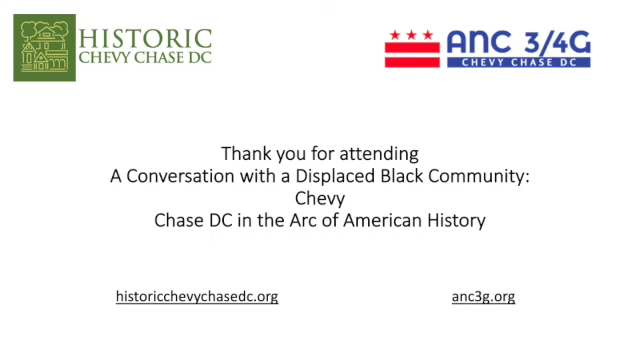 HISTORIC
CHEVY CHASE DC
ANC 3/4G
CHEVY CHASE DC
Thank you for attending
A Conversation with a Displaced Black Community:
Chevy
Chase DC in the Arc of American History
historicchevychasedc.org
anc3g.org